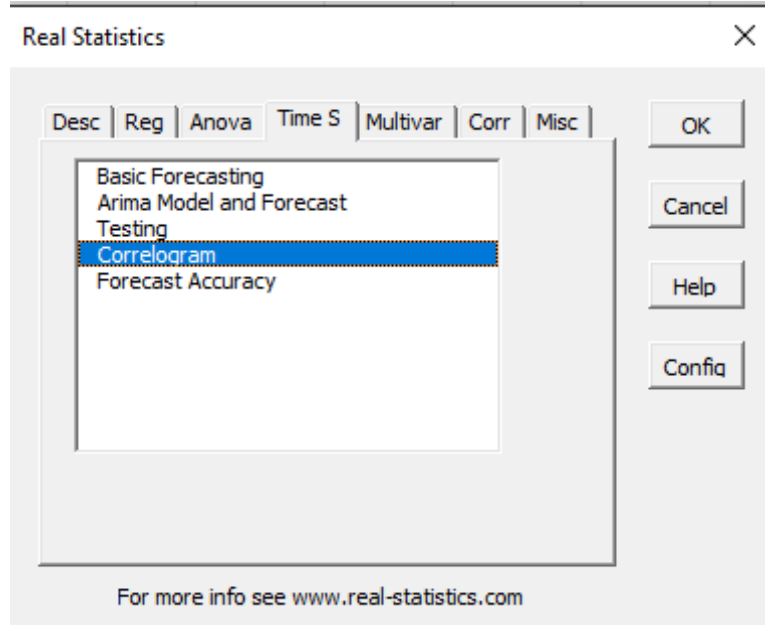 Real Statistics
Desc Reg Anova Time S Multivar Corr Misc
OK
Basic Forecasting
Arima Model and Forecast
Testing
Correlogram
Forecast Accuracy
Cancel
Help
Config
For more info see www.real-statistics.com